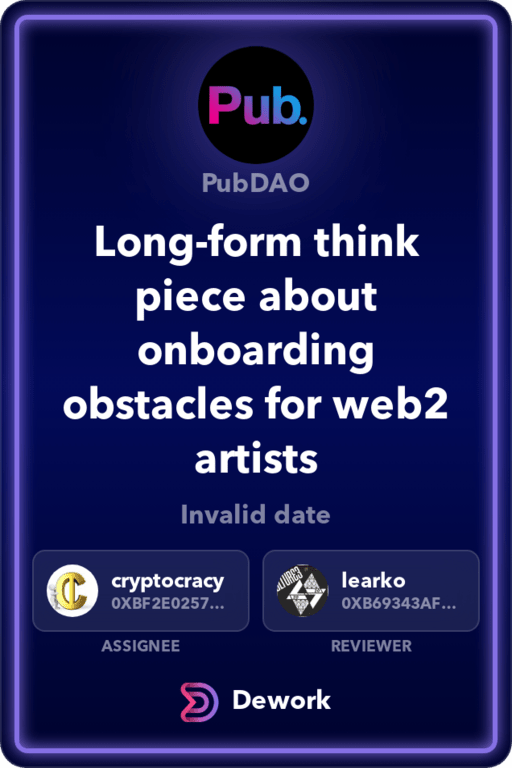 Pub.
PubDAO
Long-form think
piece about
onboarding
obstacles for web2
artists
Invalid date
cryptocracy
0XBF2E0257...
learko
0XB69343AF...
ASSIGNEE
REVIEWER
Dework